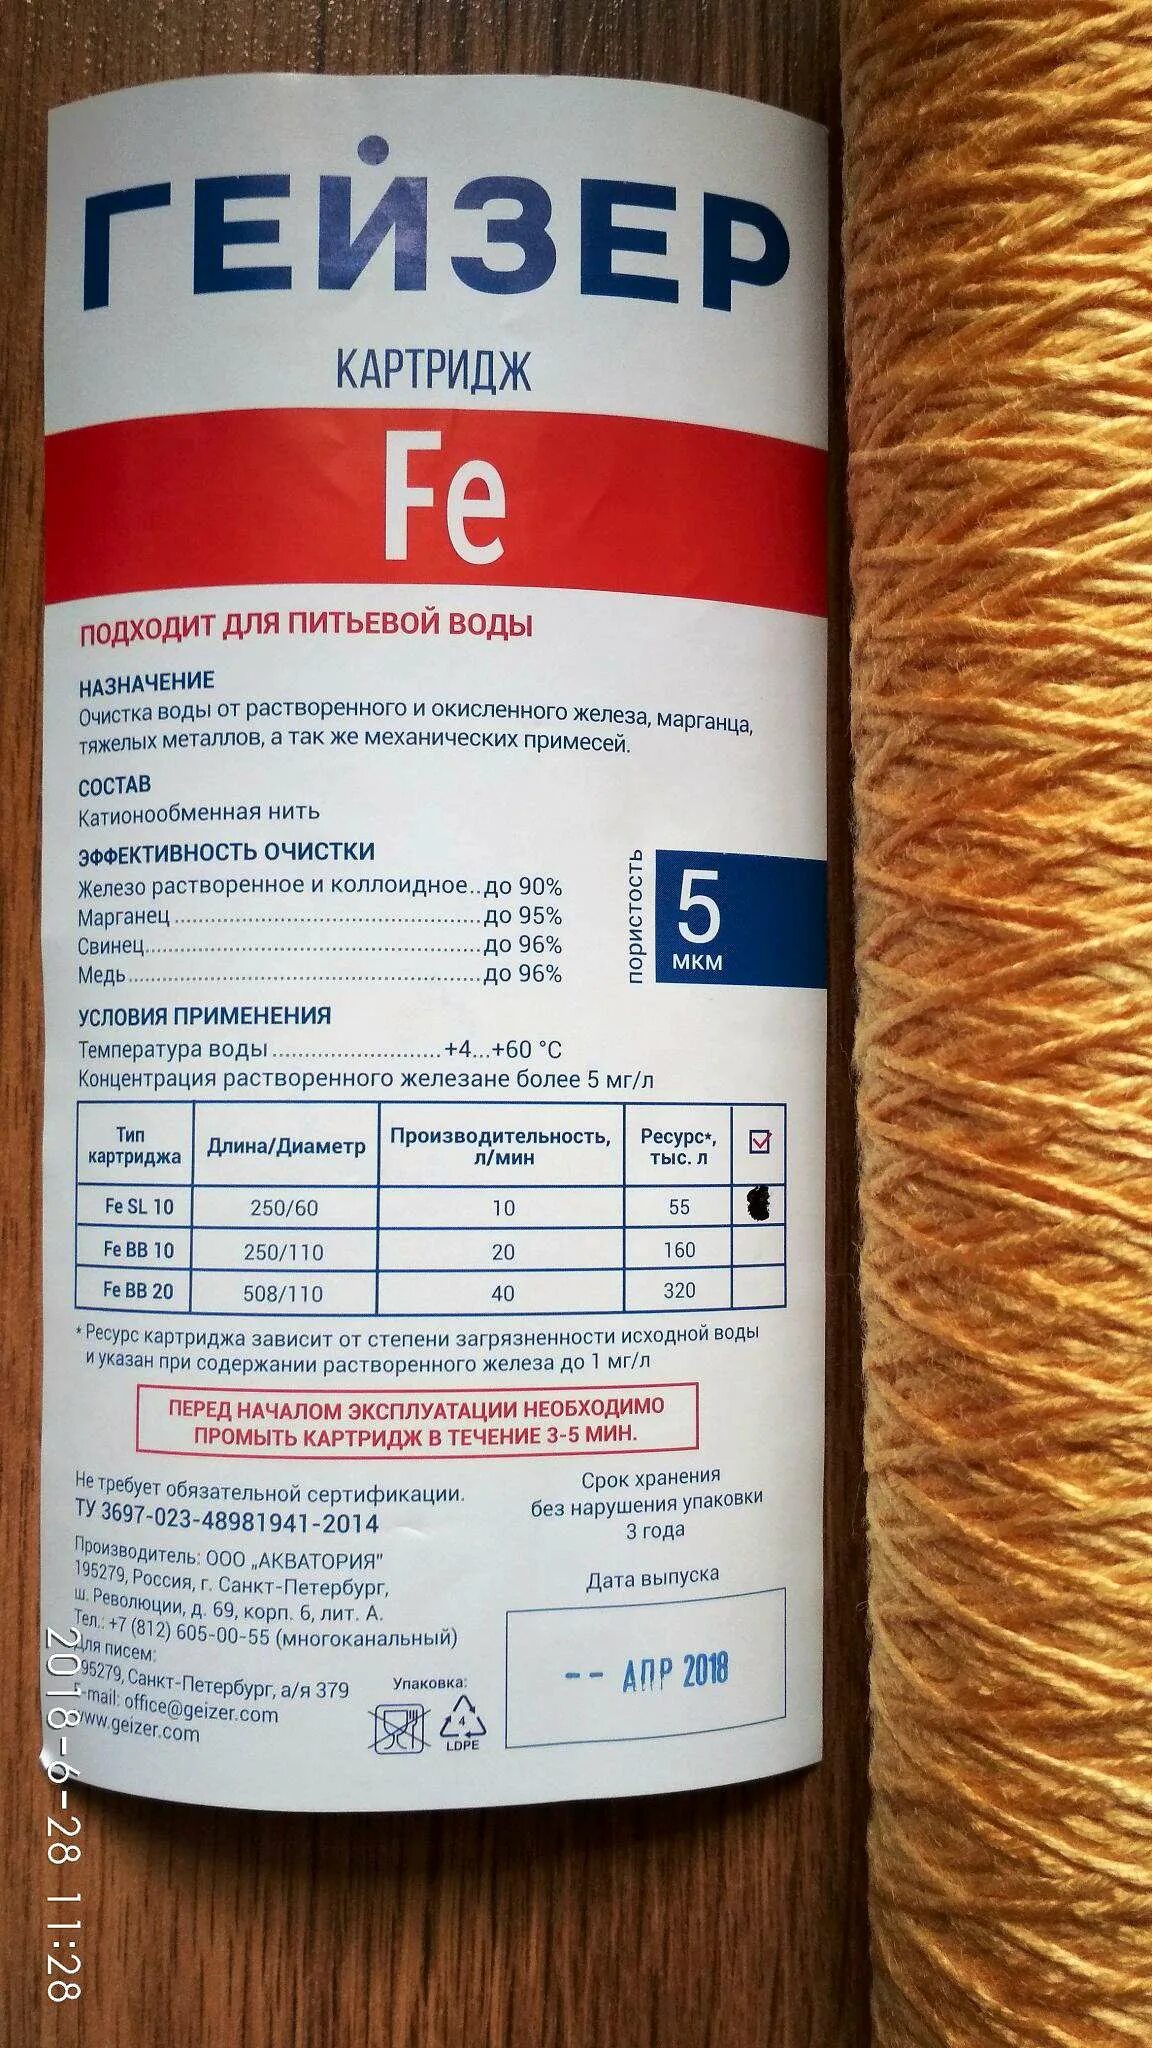 ГЕЙЗЕР
КАРТРИДЖ
Fe
ПОДХОДИТ ДЛЯ ПИТЬЕВОЙ ВОДЫ
НАЗНАЧЕНИЕ
Очистка воды от растворенного и окисленного железа, марганца,
тяжелых металлов, а так же механических примесей.
СОСТАВ
Катионообменная нить
ЭФФЕКТИВНОСТЬ ОЧИСТКИ
Железо растворенное и коллоидное..до 90%
Марганец ........................до 95%
Свинец........................до 96%
Медь........................до 96%
пористость
5
МКМ
УСЛОВИЯ ПРИМЕНЕНИЯ
Температура воды ........................+4...+60 °C
Концентрация растворенного железане более 5 мг/л
Тип картриджа Длина/Диаметр Производительность, л/мин Ресурс*, тыс. л
Fe SL 10 250/60 10 55
Fe BB 10 250/110 20 160
Fe BB 20 508/110 40 320
* Ресурс картриджа зависит от степени загрязненности исходной воды
и указан при содержании растворенного железа до 1 мг/л
ПЕРЕД НАЧАЛОМ ЭКСПЛУАТАЦИИ НЕОБХОДИМО
ПРОМЫТЬ КАРТРИДЖ В ТЕЧЕНИЕ 3-5 МИН.
Не требует обязательной сертификации.
ТУ 3697-023-48981941-2014
Производитель: ООО „АКВАТОРИЯ"
195279, Россия, г. Санкт-Петербург,
ш. Революции, д. 69, корп. 6, лит. А.
Тел.: +7 (812) 605-00-55 (многоканальный)
Для писем:
195279, Санкт-Петербург, а/я 379
E-mail: office@geizer.com
www.geizer.com
Упаковка:
4
LDPE
Срок хранения
без нарушения упаковки
3 года
Дата выпуска
-- АПР 2018
2018-6-28 11:28